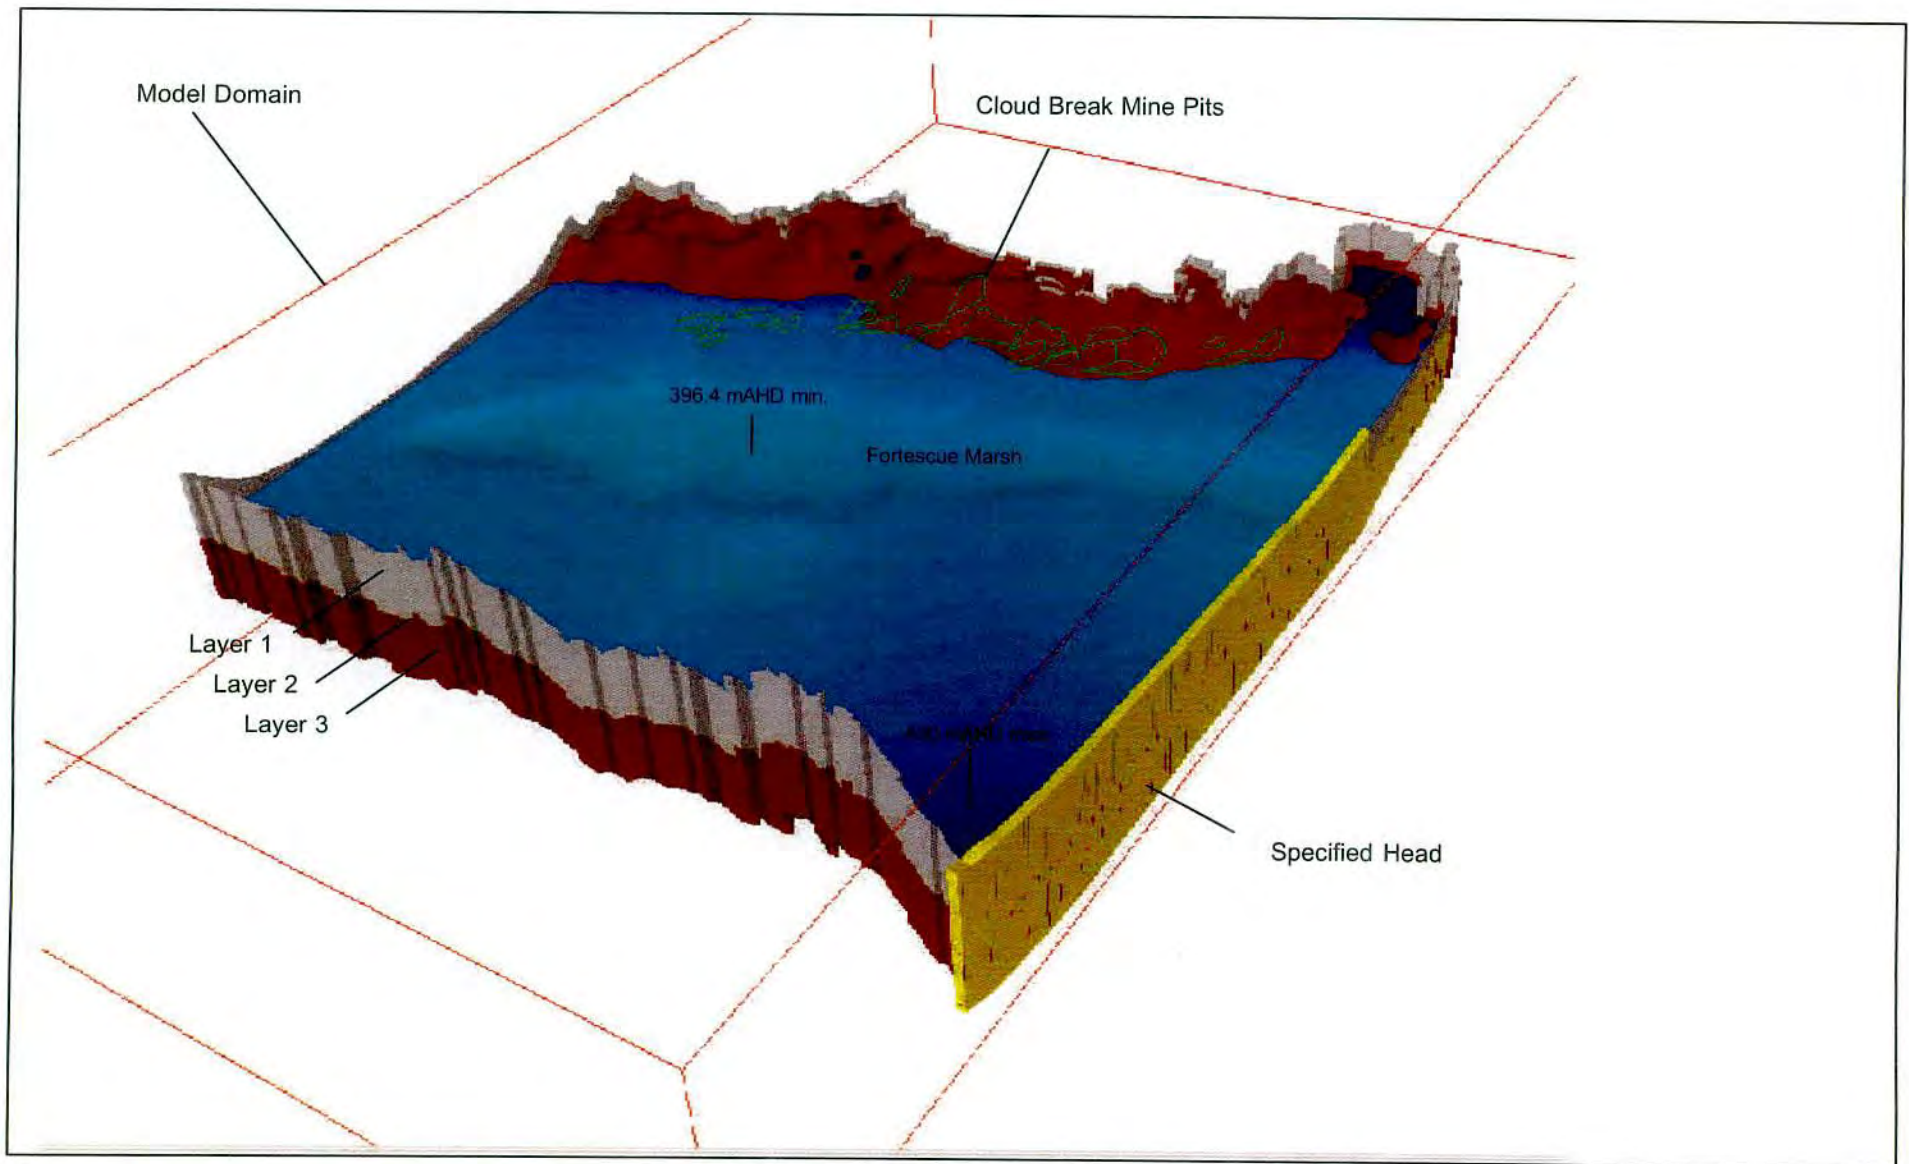 Model Domain
Cloud Break Mine Pits
396.4 mAHD min.
Fortescue Marsh
Layer 1
Layer 2
Layer 3
mAHD
Specified Head